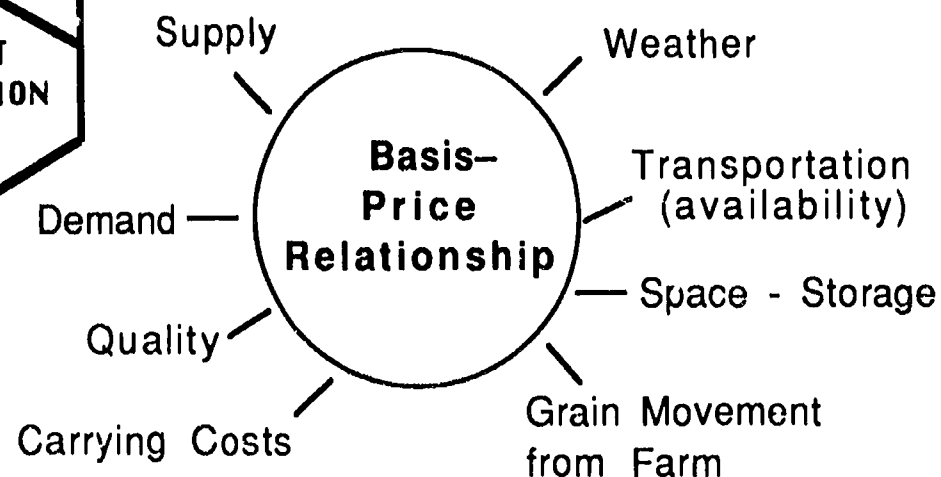 Supply
Weather
Basis–
Price
Relationship
Transportation
(availability)
Demand
Space - Storage
Quality
Carrying Costs
Grain Movement
from Farm